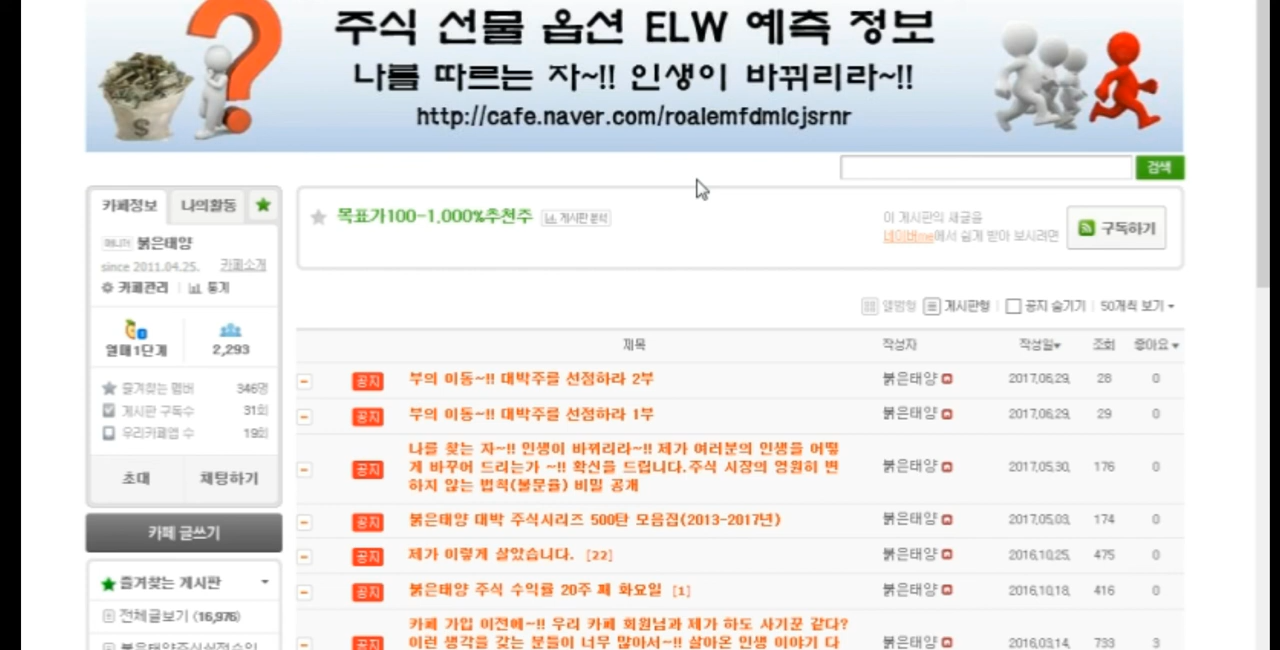 주식 선물 옵션 ELW 예측 정보
나를 따르는 자~!! 인생이 바뀌리라~!!
http://cafe.naver.com/roalemfdmlcjsrnr
검색
카페정보 나의활동
매니저 붉은태양
since 2011.04.25. 카페소개
카페관리 통계
열매1단계 2,293
즐겨찾는 멤버 346명
게시판 구독수 31회
우리카페앱 수 19회
초대 채팅하기
카페 글쓰기
즐겨찾는 게시판
전체글보기 (16,976)
붉은태양주식실전수익
목표가100-1,000%추천주 게시판 분석
이 게시판의 새글을
네이버me에서 쉽게 받아 보시려면
구독하기
앨범형 게시판형 공지 숨기기 50개씩 보기
제목 작성자 작성일 조회 좋아요
공지 부의 이동~!! 대박주를 선점하라 2부 붉은태양 2017.06.29. 28 0
공지 부의 이동~!! 대박주를 선점하라 1부 붉은태양 2017.06.29. 29 0
나를 찾는 자~!! 인생이 바뀌리라~!! 제가 여러분의 인생을 어떻
공지 게 바꾸어 드리는가 ~!! 확신을 드립니다.주식 시장의 영원히 변 붉은태양 2017.05.30. 176 0
하지 않는 법칙(불문율) 비밀 공개
공지 붉은태양 대박 주식시리즈 500탄 모음집(2013-2017년) 붉은태양 2017.05.03. 174 0
공지 제가 이렇게 살았습니다. [22] 붉은태양 2016.10.25. 475 0
공지 붉은태양 주식 수익률 20주 째 화요일 [1] 붉은태양 2016.10.18. 416 0
카페 가입 이전에~!! 우리 카페 회원님과 제가 하도 사기꾼 같다?
공지 이런 생각을 갖는 분들이 너무 많아서~!! 살아온 인생 이야기 다 붉은태양 2016.03.14. 733 3